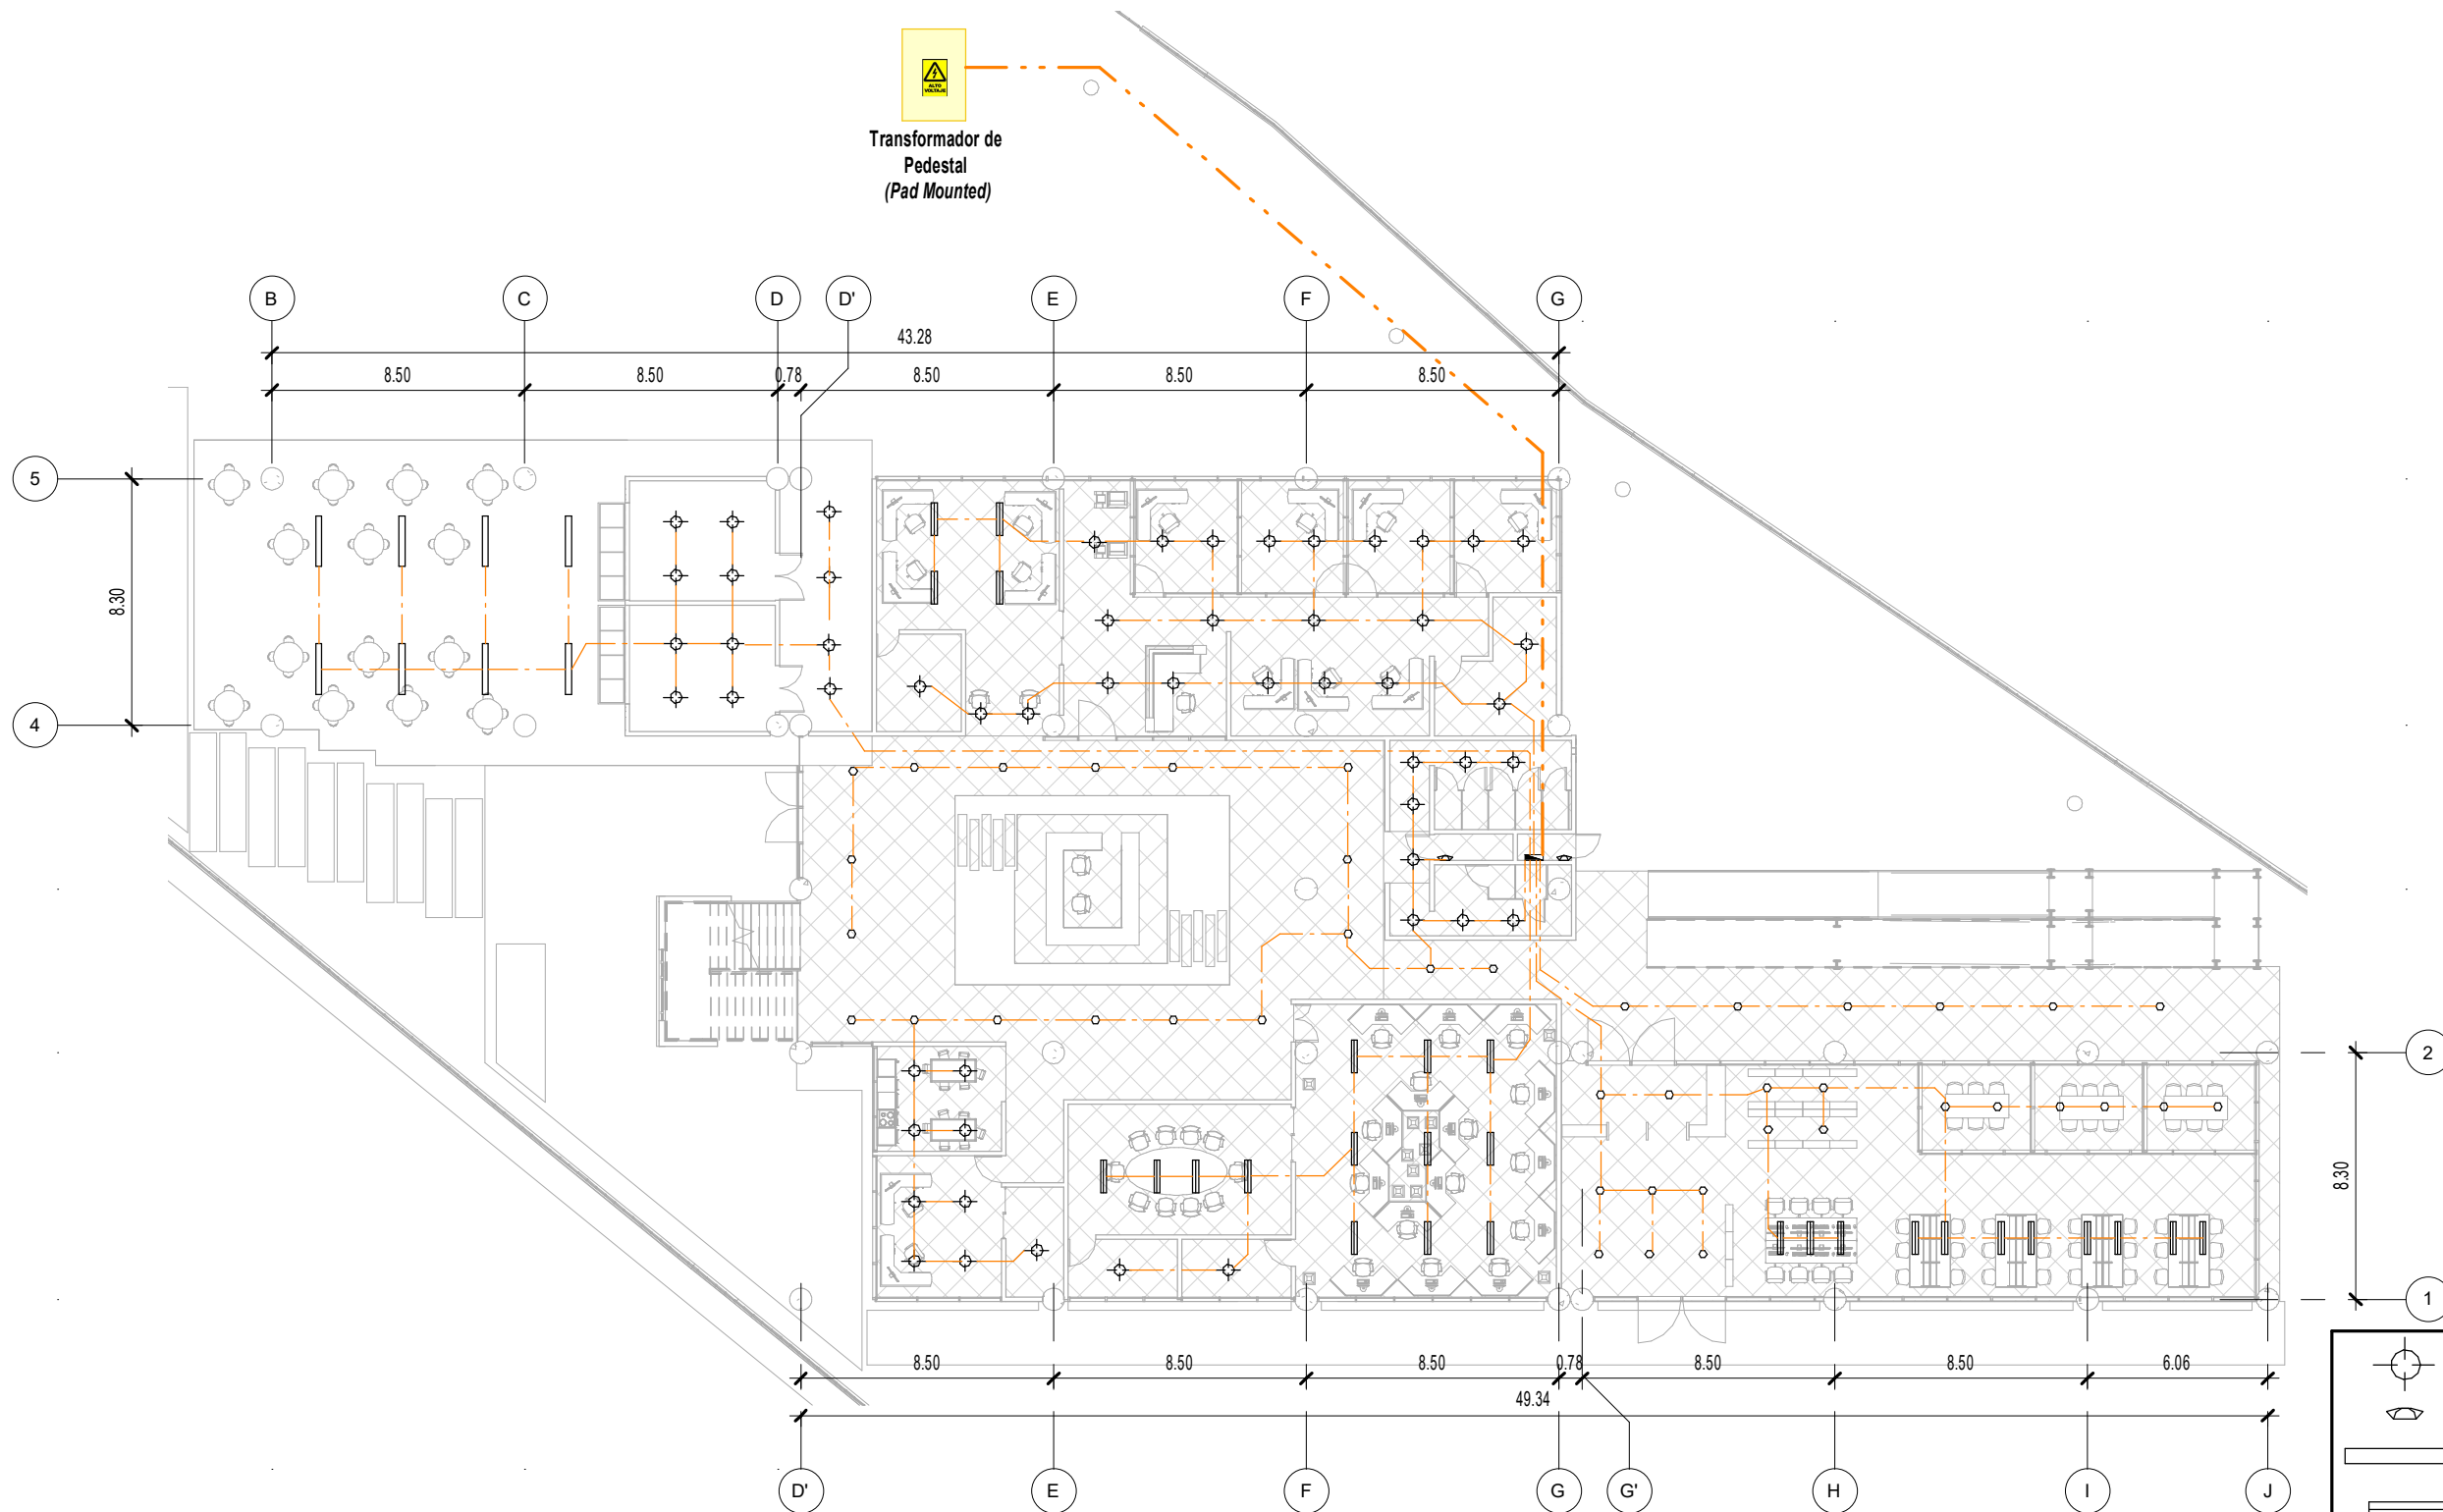 ALTO
VOLTAJE
Transformador de
Pedestal
(Pad Mounted)
B C D D' E F G
43.28
8.50 8.50 0.78 8.50 8.50 8.50
5
8.30
4
2
8.30
1
8.50 8.50 8.50 0.78 8.50 8.50 6.06
49.34
D' E F G G' H I J